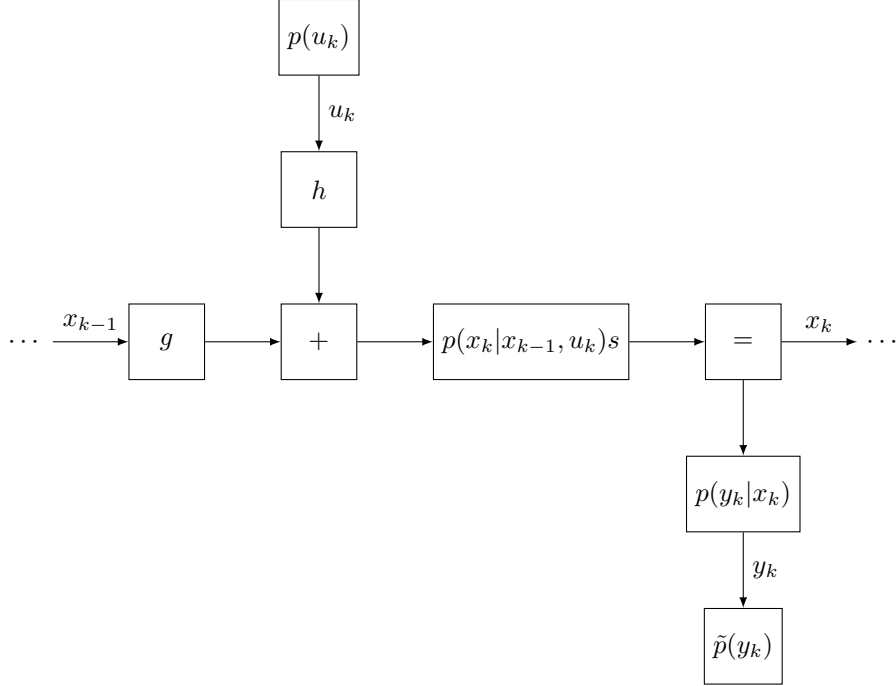 p(u_k)
u_k
h
⋯ x_{k−1} g + p(x_k|x_{k−1}, u_k)s = x_k ⋯
p(y_k|x_k)
y_k
p̃(y_k)